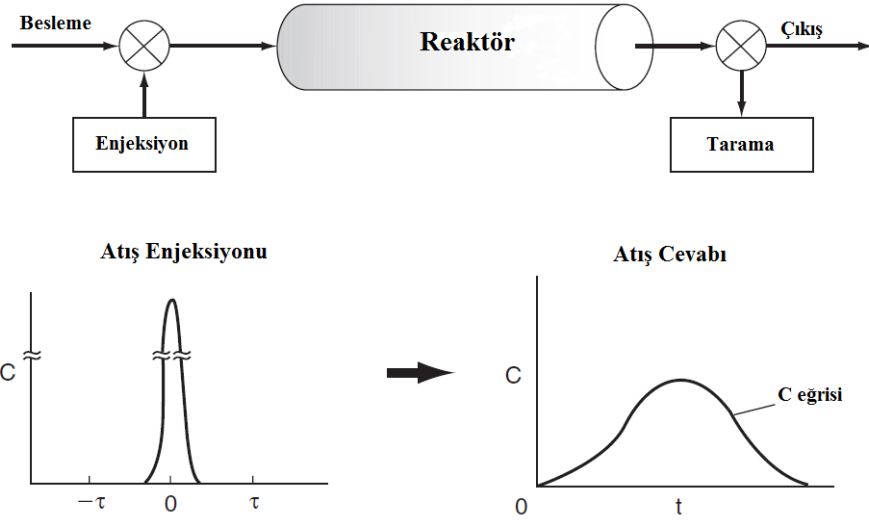 Besleme
Reaktör
Çıkış
Enjeksiyon
Tarama
Atış Enjeksiyonu
Atış Cevabı
C
C
C eğrisi
−τ
0
τ
0
t